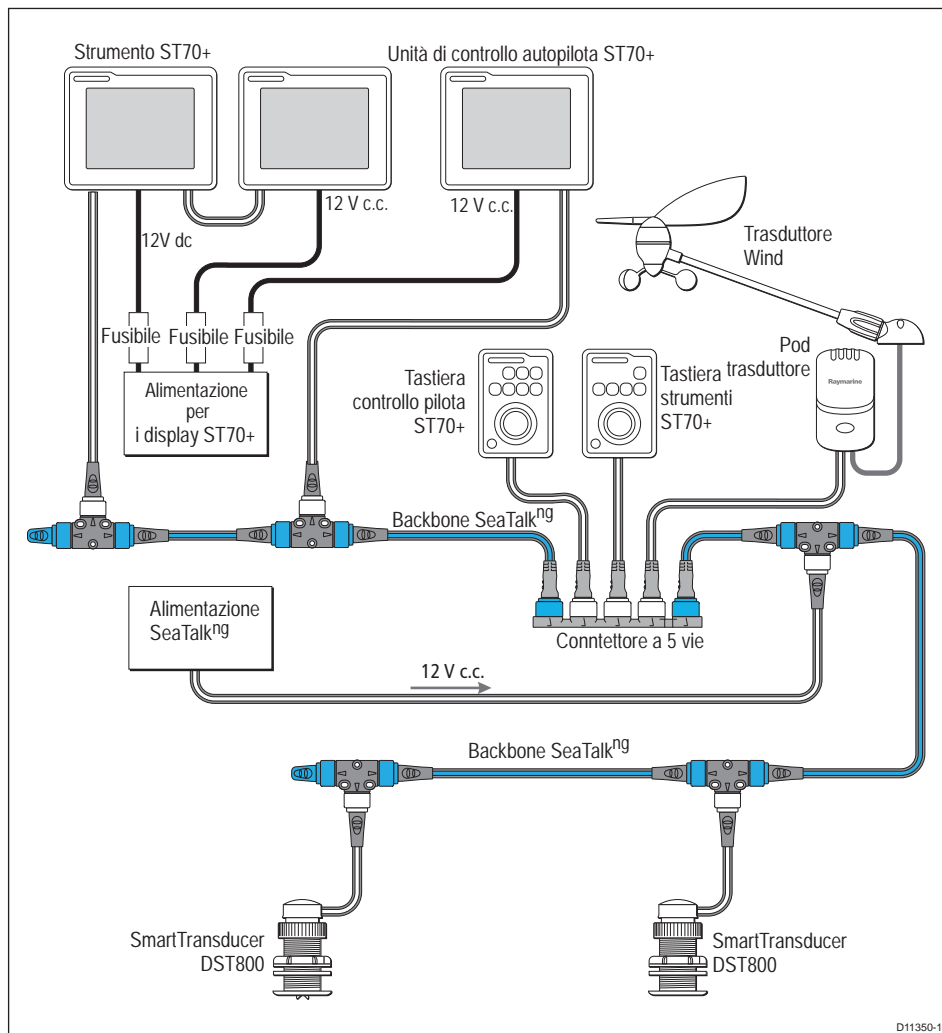 Strumento ST70+
Unità di controllo autopilota ST70+
12 V c.c.
12 V c.c.
12V dc
Trasduttore
Wind
Fusibile
Fusibile
Fusibile
Alimentazione
per
i display ST70+
Tastiera
controllo pilota
ST70+
Tastiera
strumenti
ST70+
Pod
trasduttore
Raymarine
Backbone SeaTalkng
Alimentazione
SeaTalkng
Conntettore a 5 vie
12 V c.c.
Backbone SeaTalkng
SmartTransducer
DST800
SmartTransducer
DST800
D11350-1